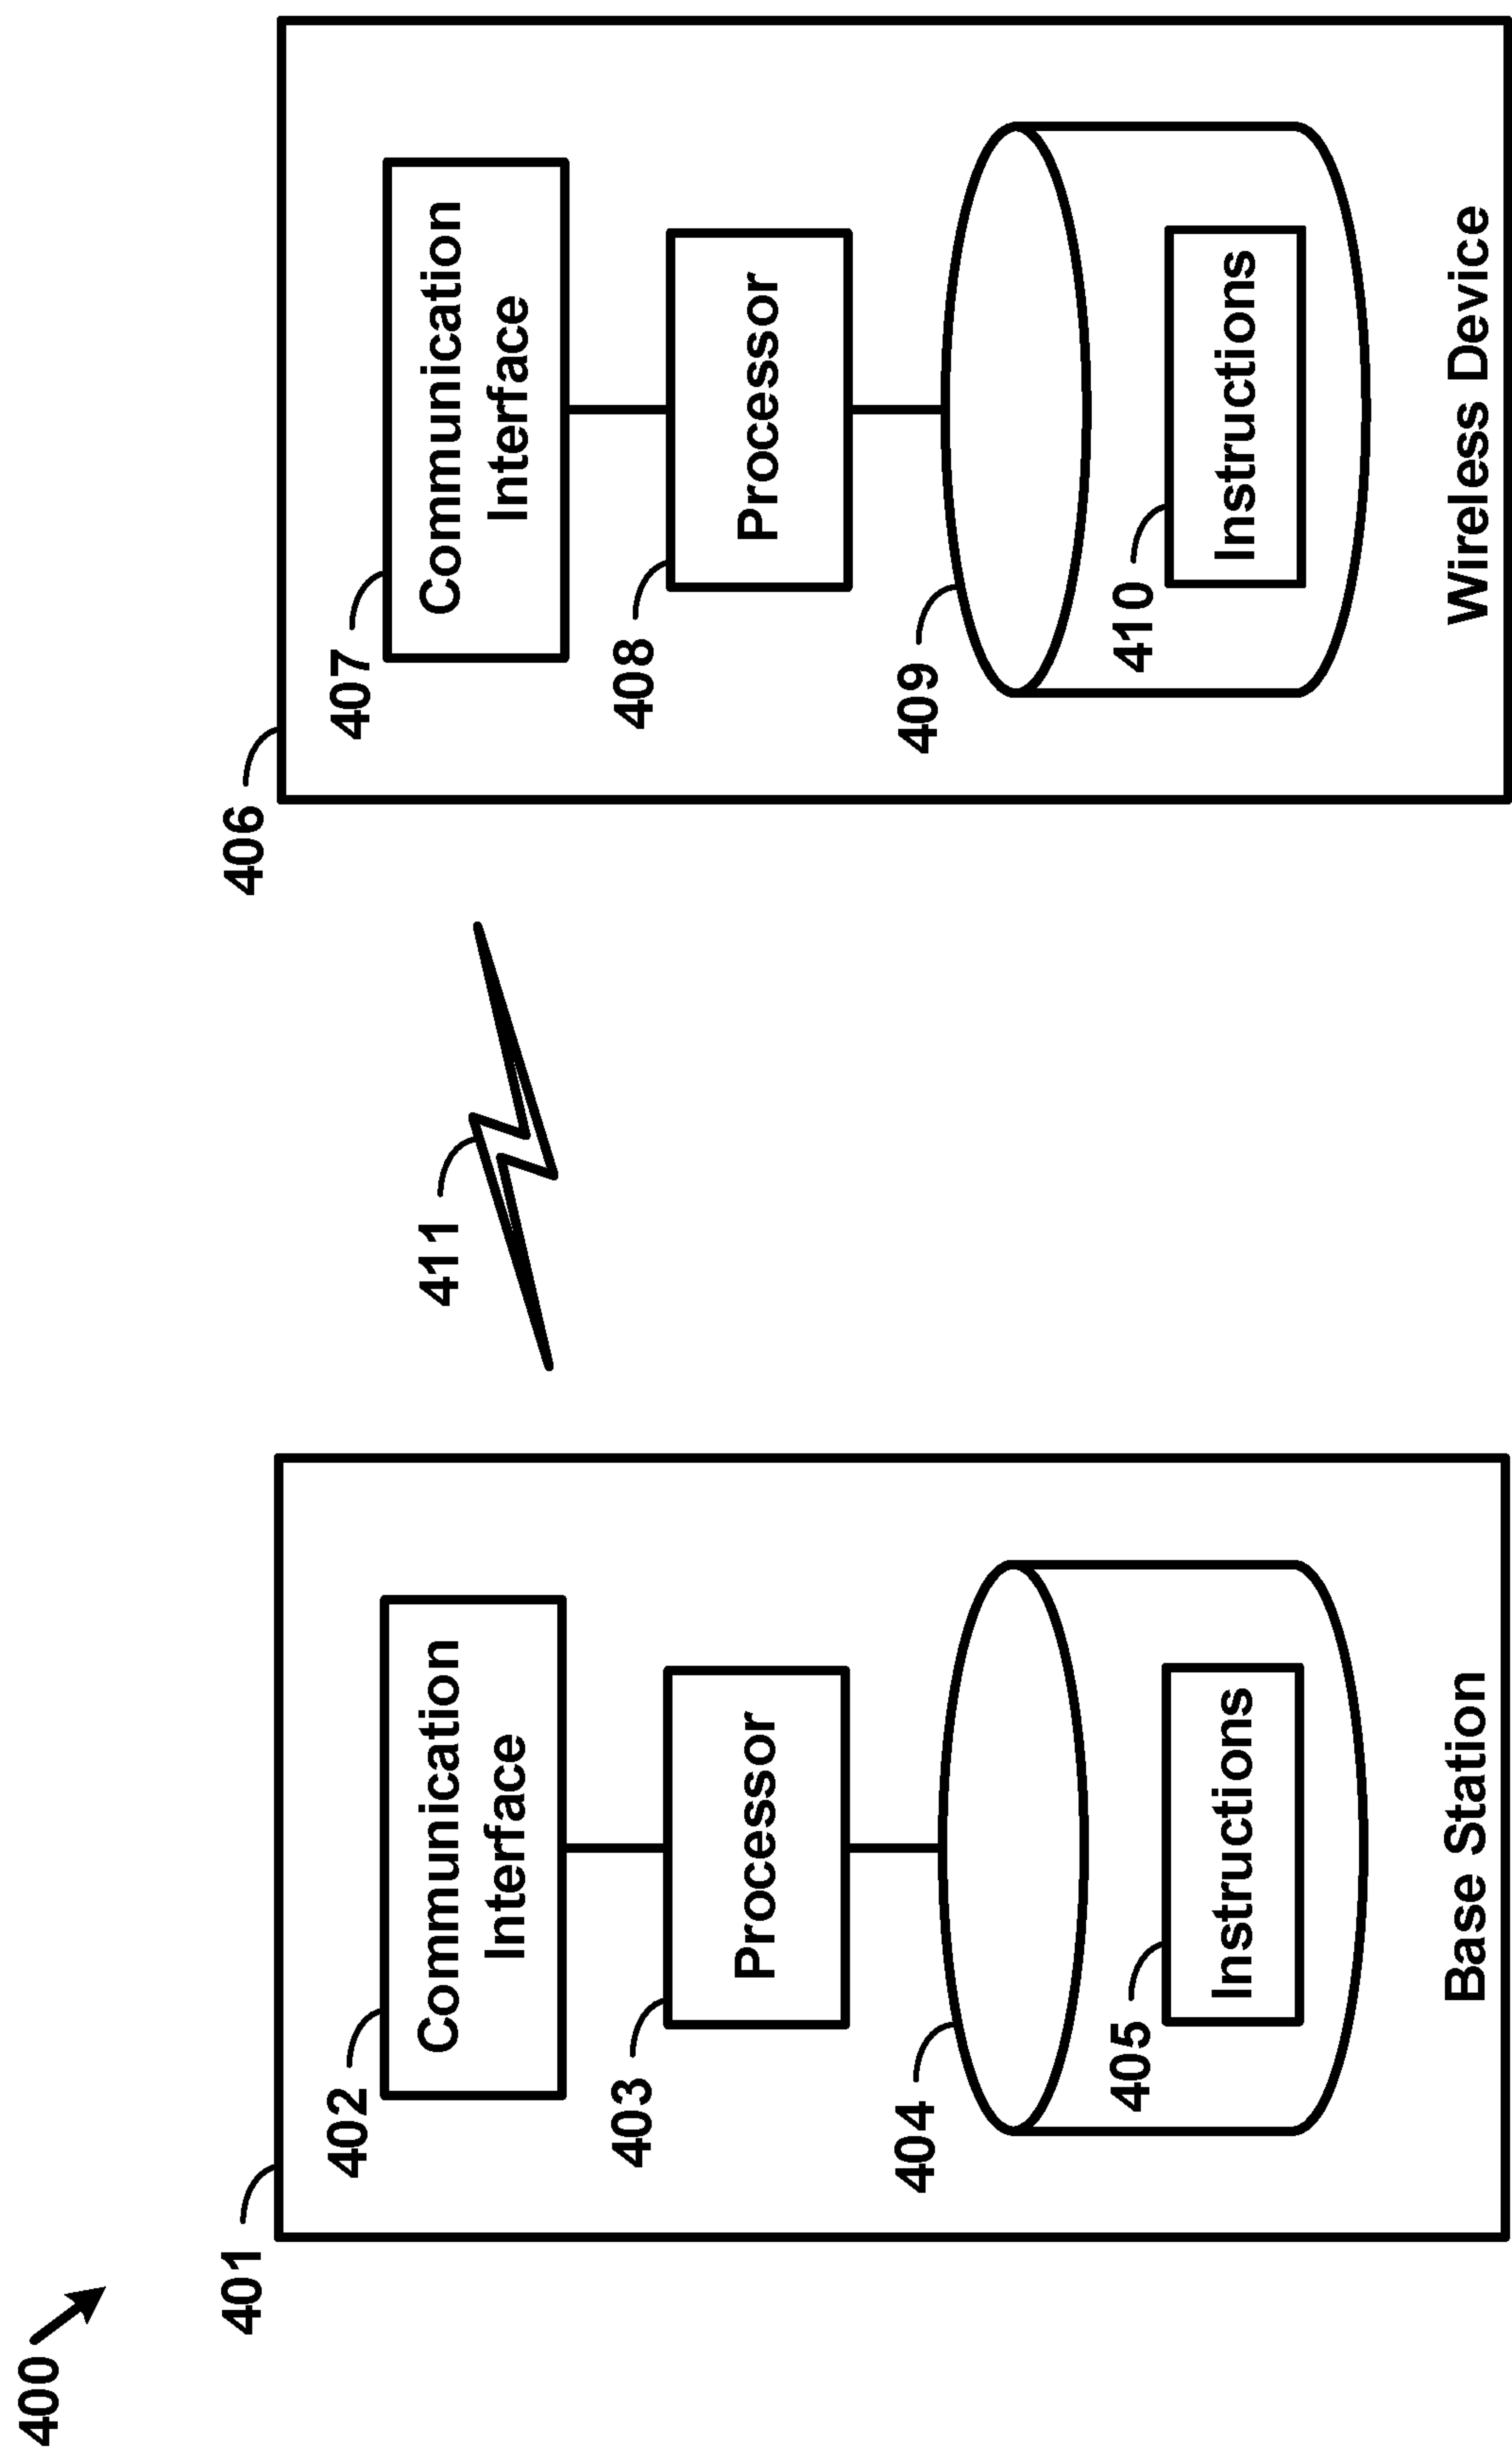 400
401
402
Communication
Interface
403
Processor
404
405
Instructions
Base Station
411
406
407
Communication
Interface
408
Processor
409
410
Instructions
Wireless Device